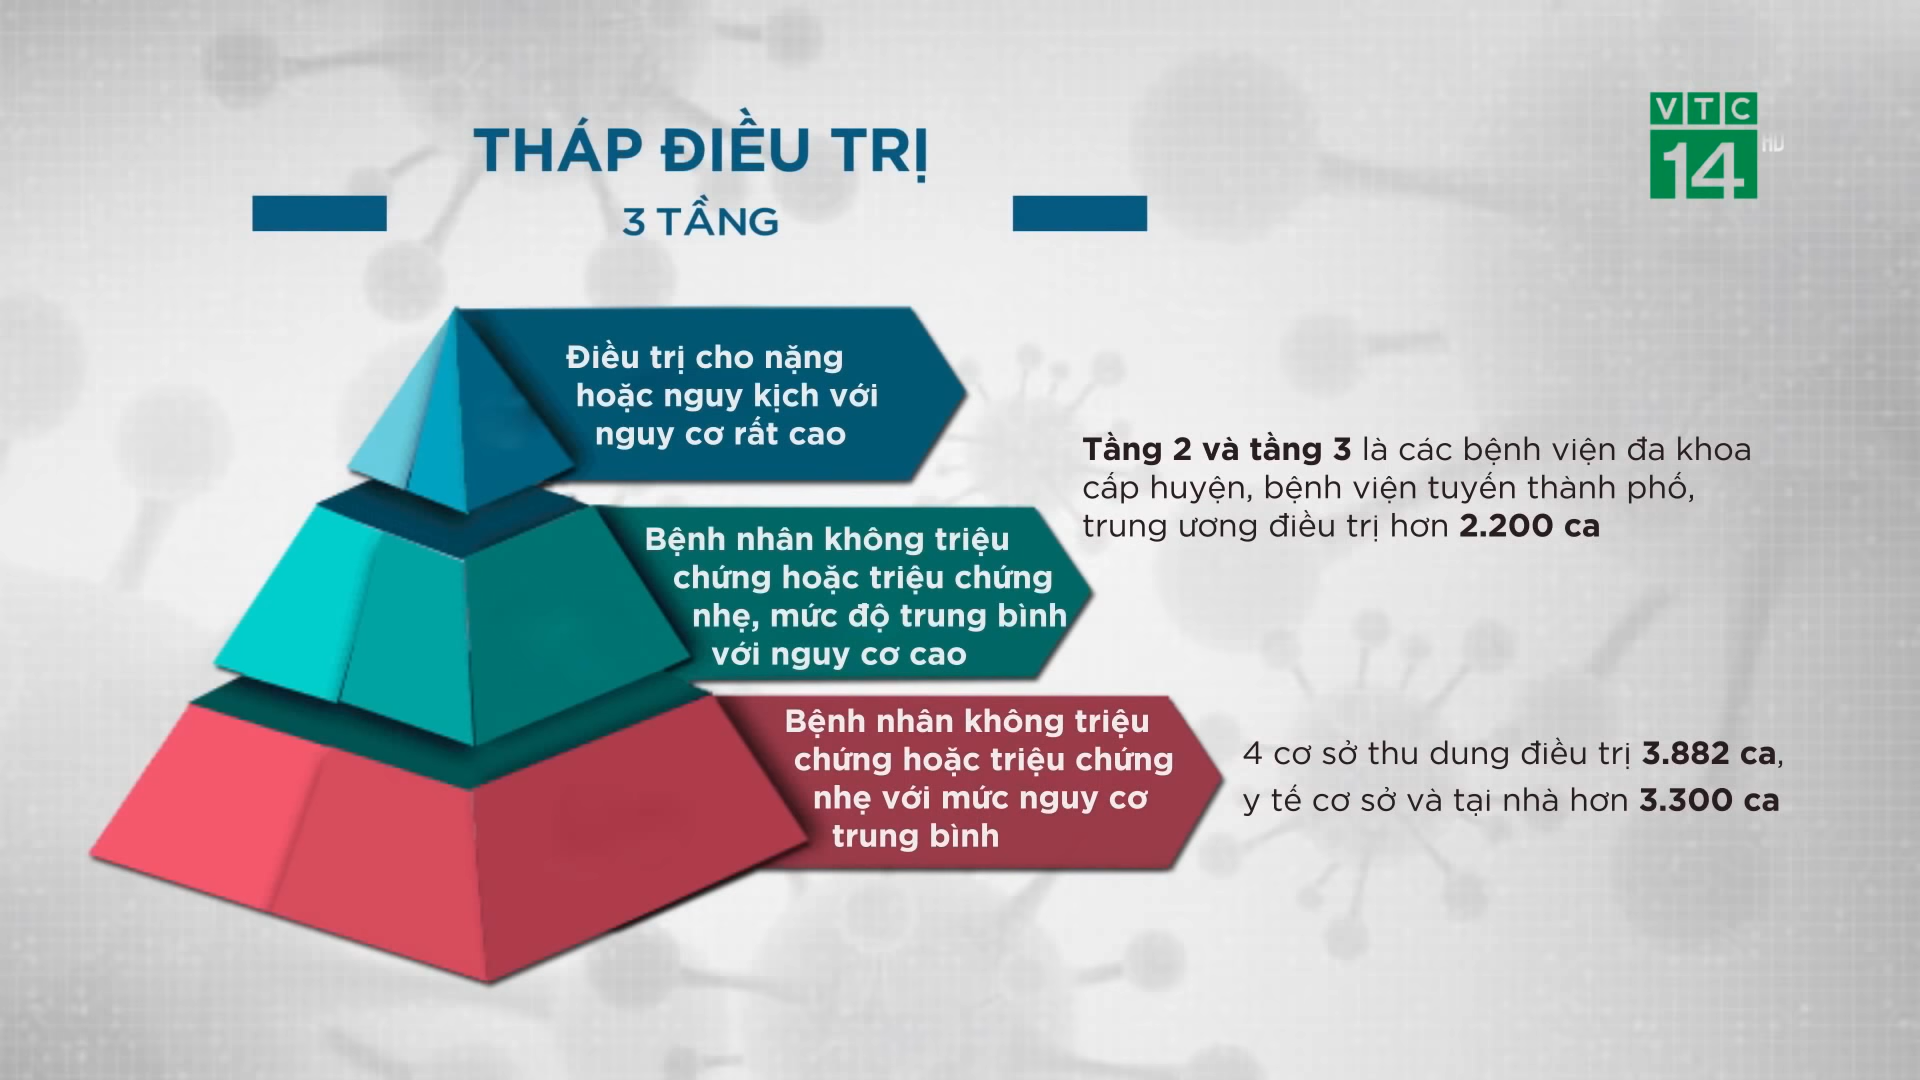 THÁP ĐIỀU TRỊ
3 TẦNG
VTC
14
HD
Điều trị cho nặng
hoặc nguy kịch với
nguy cơ rất cao
Bệnh nhân không triệu
chứng hoặc triệu chứng
nhẹ, mức độ trung bình
với nguy cơ cao
Tầng 2 và tầng 3 là các bệnh viện đa khoa
cấp huyện, bệnh viện tuyến thành phố,
trung ương điều trị hơn 2.200 ca
Bệnh nhân không triệu
chứng hoặc triệu chứng
nhẹ với mức nguy cơ
trung bình
4 cơ sở thu dung điều trị 3.882 ca,
y tế cơ sở và tại nhà hơn 3.300 ca